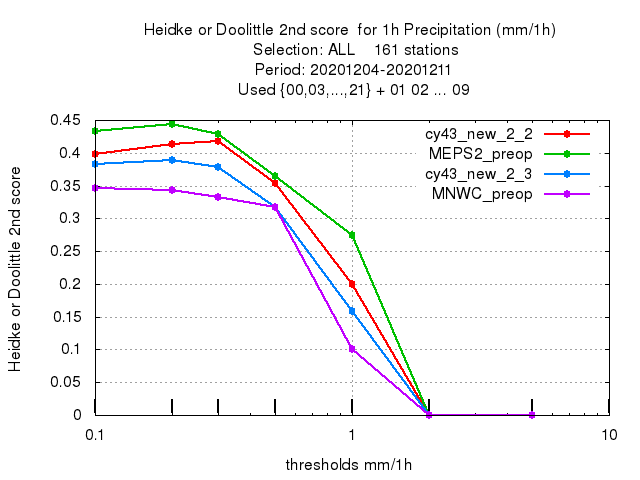 Heidke or Doolittle 2nd score  for 1h Precipitation (mm/1h)
Selection: ALL    161 stations
Period: 20201204-20201211
Used {00,03,...,21} + 01 02 ... 09
cy43_new_2_2
MEPS2_preop
cy43_new_2_3
MNWC_preop
Heidke or Doolittle 2nd score
0.45
0.4
0.35
0.3
0.25
0.2
0.15
0.1
0.05
0
0.1 1 10
thresholds mm/1h